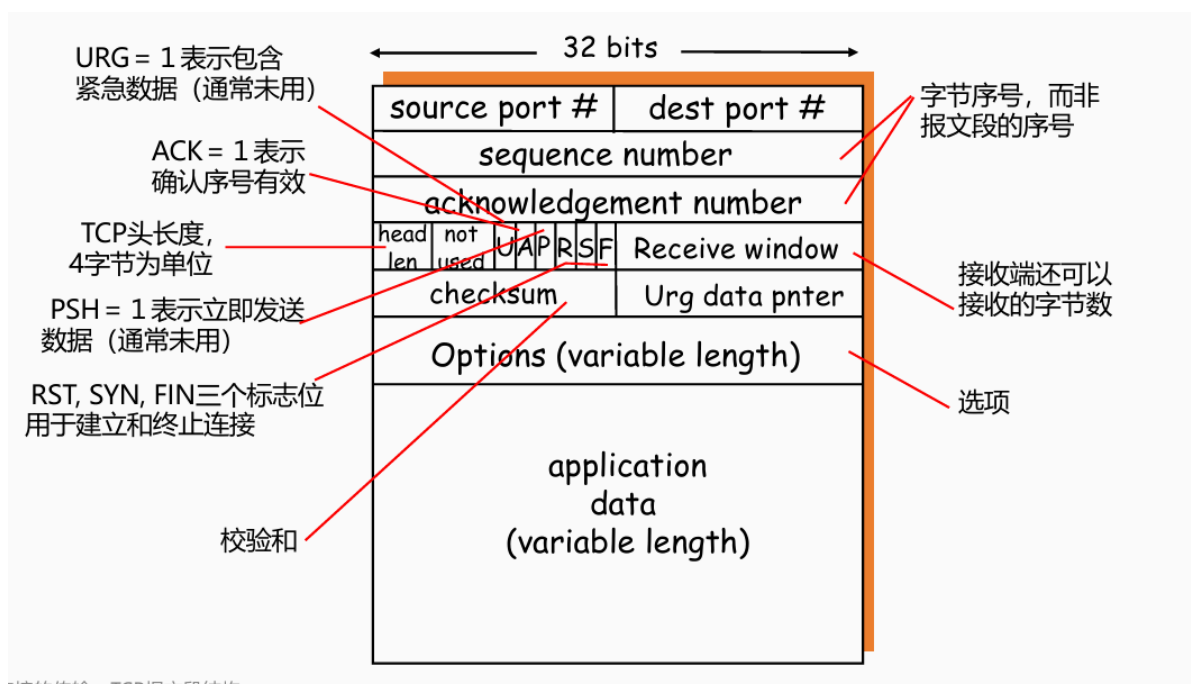 URG = 1 表示包含
紧急数据（通常未用）
ACK = 1 表示
确认序号有效
TCP头长度，
4字节为单位
PSH = 1 表示立即发送
数据（通常未用）
RST, SYN, FIN三个标志位
用于建立和终止连接
校验和
32 bits
source port #
dest port #
sequence number
acknowledgement number
head
len
not
used
U
A
P
R
S
F
Receive window
checksum
Urg data pnter
Options (variable length)
application
data
(variable length)
字节序号，而非
报文段的序号
接收端还可以
接收的字节数
选项